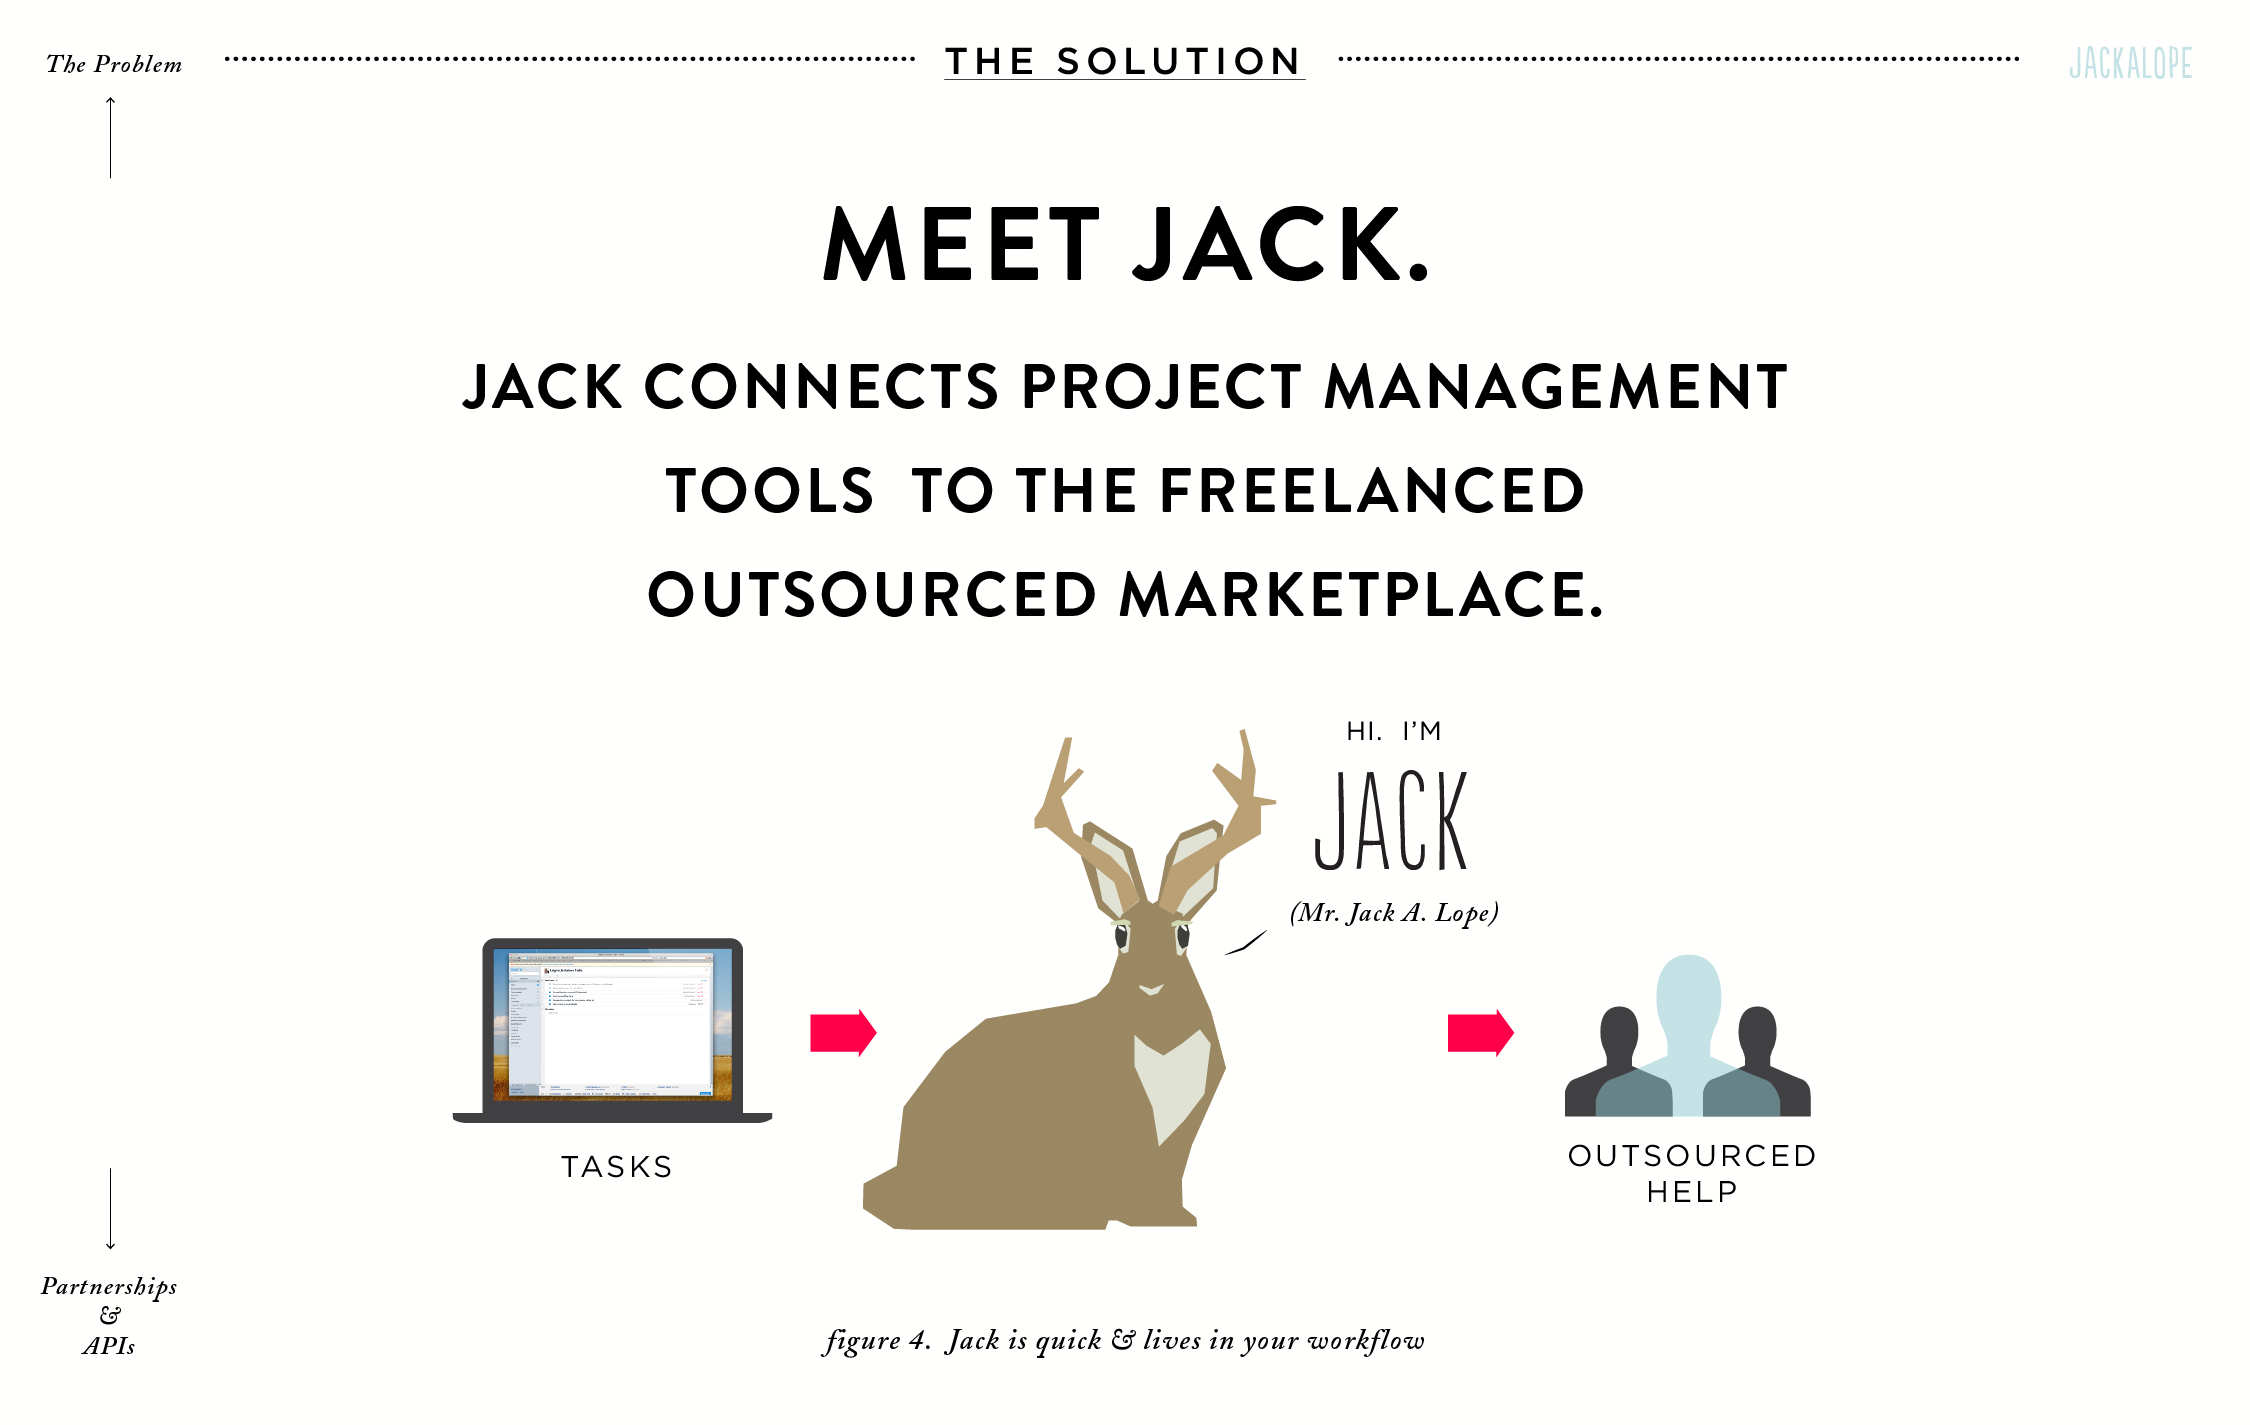 The Problem
THE SOLUTION
JACKALOPE
MEET JACK.
JACK CONNECTS PROJECT MANAGEMENT
TOOLS TO THE FREELANCED
OUTSOURCED MARKETPLACE.
HI. I'M
JACK
(Mr. Jack A. Lope)
TASKS
OUTSOURCED
HELP
Partnerships
&
APIs
figure 4. Jack is quick & lives in your workflow